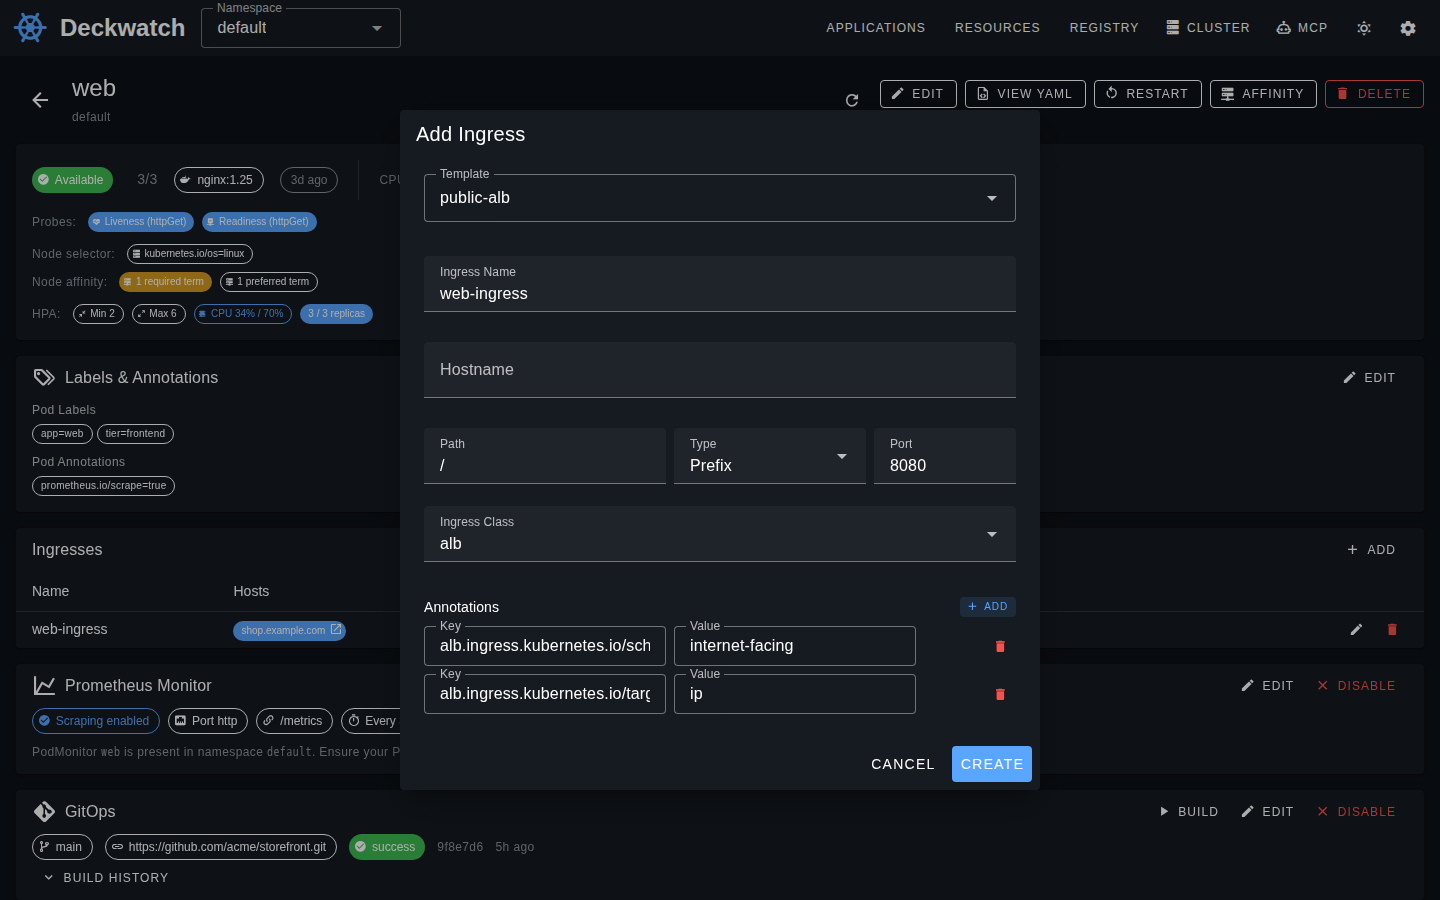 Deckwatch
Namespace
default
APPLICATIONS
RESOURCES
REGISTRY
CLUSTER
MCP
web
default
EDIT
VIEW YAML
RESTART
AFFINITY
DELETE
Available
3/3
nginx:1.25
3d ago
Probes:
Liveness (httpGet)
Readiness (httpGet)
Node selector:
kubernetes.io/os=linux
Node affinity:
1 required term
1 preferred term
HPA:
Min 2
Max 6
CPU 34% / 70%
3 / 3 replicas
Labels & Annotations
EDIT
Pod Labels
app=web
tier=frontend
Pod Annotations
prometheus.io/scrape=true
Ingresses
ADD
Name
Hosts
web-ingress
shop.example.com
Prometheus Monitor
EDIT
DISABLE
Scraping enabled
Port http
/metrics
Every
PodMonitor web is present in namespace default. Ensure your
GitOps
BUILD
EDIT
DISABLE
main
https://github.com/acme/storefront.git
success
9f8e7d6
5h ago
BUILD HISTORY
Add Ingress
Template
public-alb
Ingress Name
web-ingress
Hostname
Path
/
Type
Prefix
Port
8080
Ingress Class
alb
Annotations
ADD
Key
alb.ingress.kubernetes.io/sch
Value
internet-facing
Key
alb.ingress.kubernetes.io/targ
Value
ip
CANCEL
CREATE